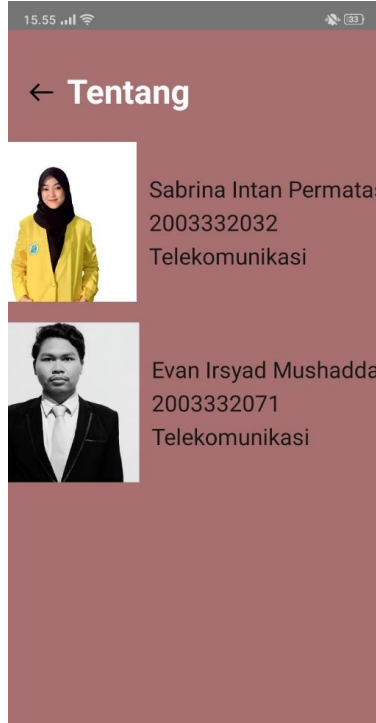 15.55
33
← Tentang
Sabrina Intan Permatas
2003332032
Telekomunikasi
Evan Irsyad Mushadda
2003332071
Telekomunikasi